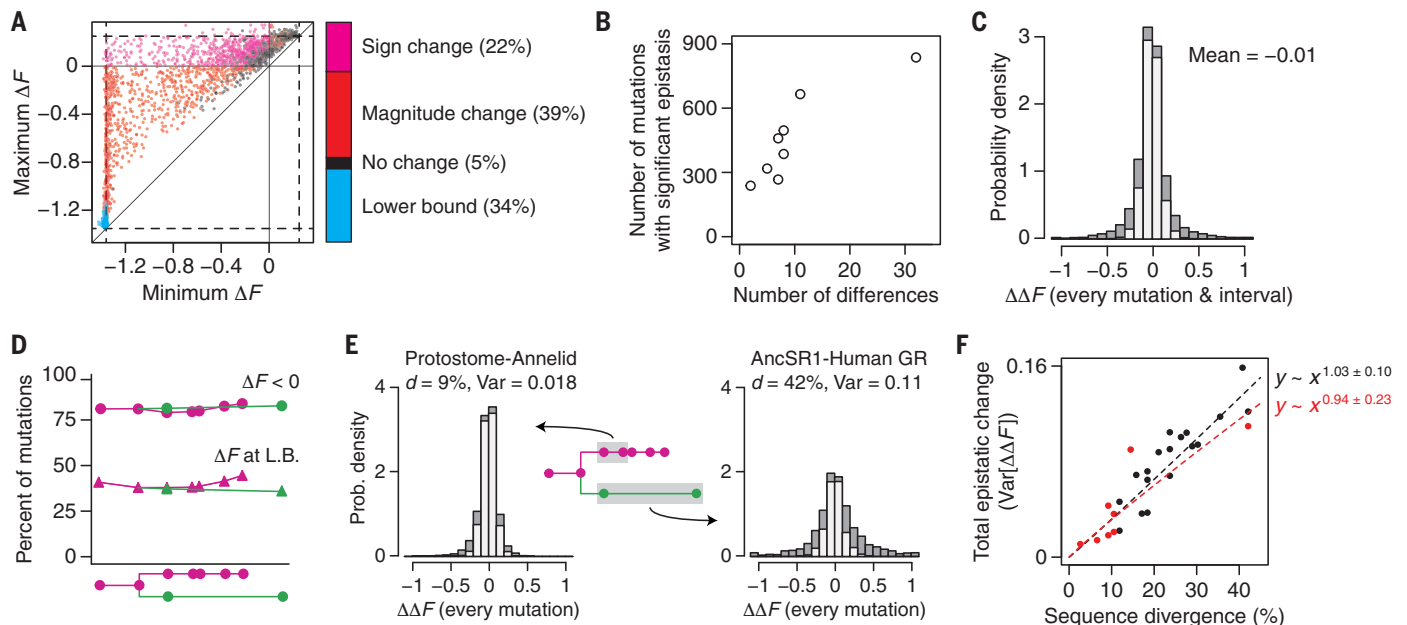 A
Maximum ΔF
0
−0.4
−0.8
−1.2
−1.2 −0.8 −0.4 0
Minimum ΔF
Sign change (22%)
Magnitude change (39%)
No change (5%)
Lower bound (34%)
B
Number of mutations
with significant epistasis
900
600
300
0
0 10 20 30
Number of differences
C
Probability density
3
2
1
0
Mean = −0.01
−1 −0.5 0 0.5 1
ΔΔF (every mutation & interval)
D
Percent of mutations
100
75
50
25
0
ΔF < 0
ΔF at L.B.
E
Protostome-Annelid
d = 9%, Var = 0.018
Prob. density
4
2
0
−1 −0.5 0 0.5 1
ΔΔF (every mutation)
AncSR1-Human GR
d = 42%, Var = 0.11
4
2
0
−1 −0.5 0 0.5 1
ΔΔF (every mutation)
F
Total epistatic change
(Var[ΔΔF])
0.16
0
y ~ x^1.03 ± 0.10
y ~ x^0.94 ± 0.23
0 10 20 30 40
Sequence divergence (%)